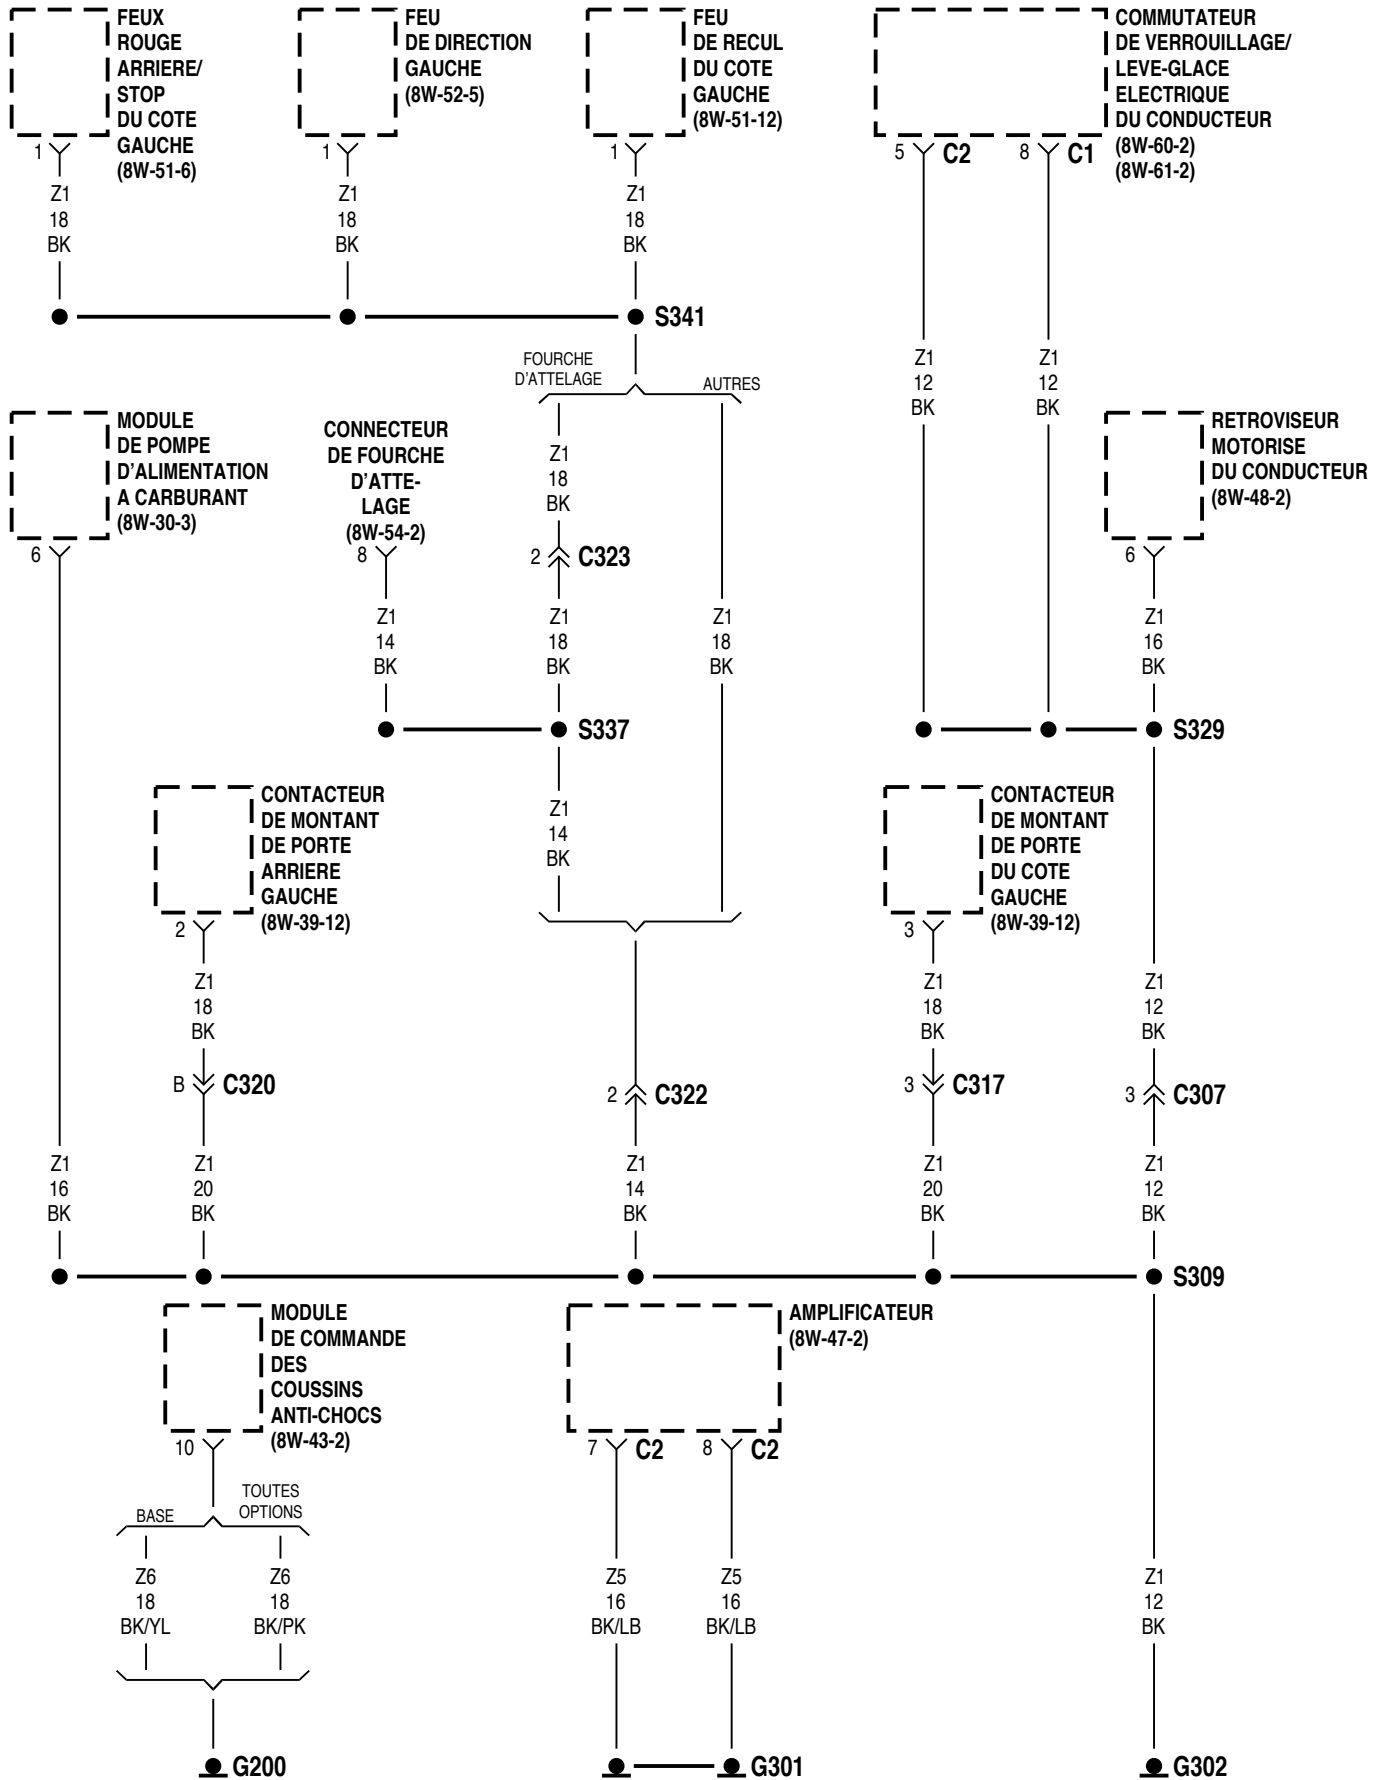 FEUX
ROUGE
ARRIERE/
STOP
DU COTE
GAUCHE
(8W-51-6)
1
Z1
18
BK
FEU
DE DIRECTION
GAUCHE
(8W-52-5)
1
Z1
18
BK
FEU
DE RECUL
DU COTE
GAUCHE
(8W-51-12)
1
Z1
18
BK
S341
COMMUTATEUR
DE VERROUILLAGE/
LEVE-GLACE
ELECTRIQUE
DU CONDUCTEUR
(8W-60-2)
(8W-61-2)
5
C2
8
C1
Z1
12
BK
Z1
12
BK
FOURCHE
D'ATTELAGE
AUTRES
MODULE
DE POMPE
D'ALIMENTATION
A CARBURANT
(8W-30-3)
6
CONNECTEUR
DE FOURCHE
D'ATTE-
LAGE
(8W-54-2)
8
Z1
14
BK
Z1
18
BK
2
C323
Z1
18
BK
Z1
18
BK
S337
RETROVISEUR
MOTORISE
DU CONDUCTEUR
(8W-48-2)
6
Z1
16
BK
S329
CONTACTEUR
DE MONTANT
DE PORTE
ARRIERE
GAUCHE
(8W-39-12)
2
Z1
18
BK
B
C320
Z1
14
BK
CONTACTEUR
DE MONTANT
DE PORTE
DU COTE
GAUCHE
(8W-39-12)
3
Z1
18
BK
3
C317
Z1
12
BK
3
C307
2
C322
Z1
16
BK
Z1
20
BK
Z1
14
BK
Z1
20
BK
Z1
12
BK
S309
MODULE
DE COMMANDE
DES
COUSSINS
ANTI-CHOCS
(8W-43-2)
10
BASE
TOUTES
OPTIONS
Z6
18
BK/YL
Z6
18
BK/PK
G200
AMPLIFICATEUR
(8W-47-2)
7
C2
8
C2
Z5
16
BK/LB
Z5
16
BK/LB
G301
Z1
12
BK
G302